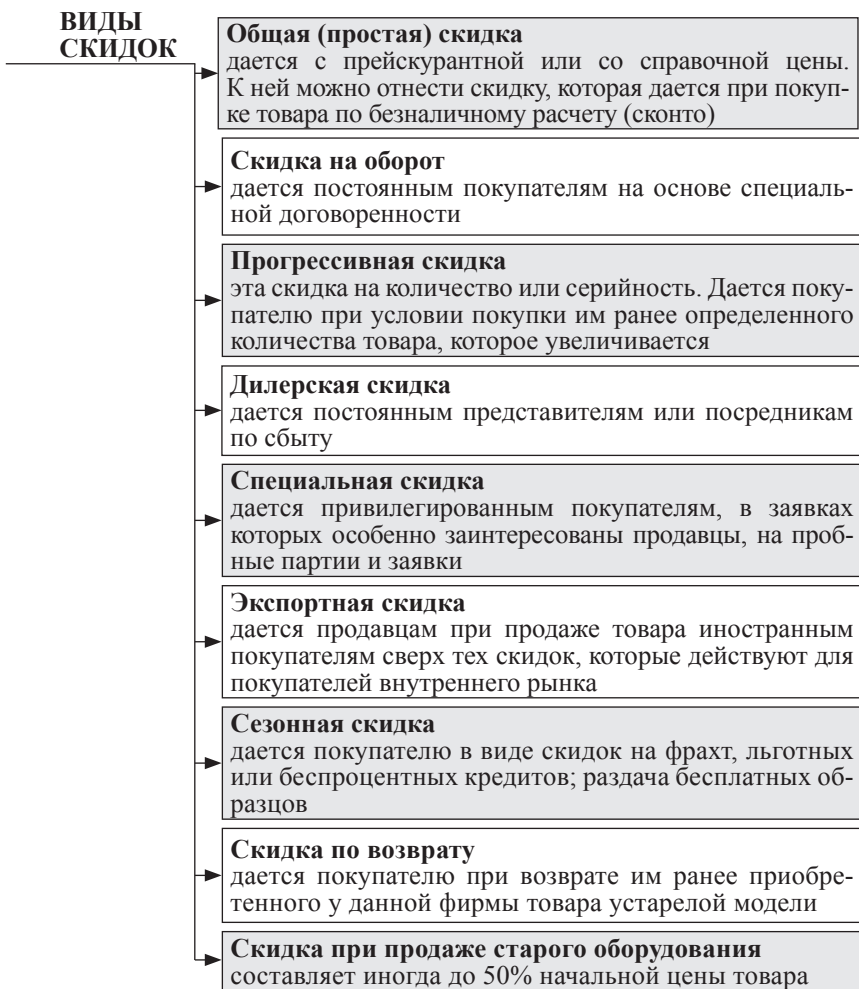 ВИДЫ
СКИДОК
Общая (простая) скидка
дается с прейскурантной или со справочной цены.
К ней можно отнести скидку, которая дается при покуп-
ке товара по безналичному расчету (сконто)
Скидка на оборот
дается постоянным покупателям на основе специаль-
ной договоренности
Прогрессивная скидка
эта скидка на количество или серийность. Дается поку-
пателю при условии покупки им ранее определенного
количества товара, которое увеличивается
Дилерская скидка
дается постоянным представителям или посредникам
по сбыту
Специальная скидка
дается привилегированным покупателям, в заявках
которых особенно заинтересованы продавцы, на проб-
ные партии и заявки
Экспортная скидка
дается продавцам при продаже товара иностранным
покупателям сверх тех скидок, которые действуют для
покупателей внутреннего рынка
Сезонная скидка
дается покупателю в виде скидок на фрахт, льготных
или беспроцентных кредитов; раздача бесплатных об-
разцов
Скидка по возврату
дается покупателю при возврате им ранее приобре-
тенного у данной фирмы товара устарелой модели
Скидка при продаже старого оборудования
составляет иногда до 50% начальной цены товара